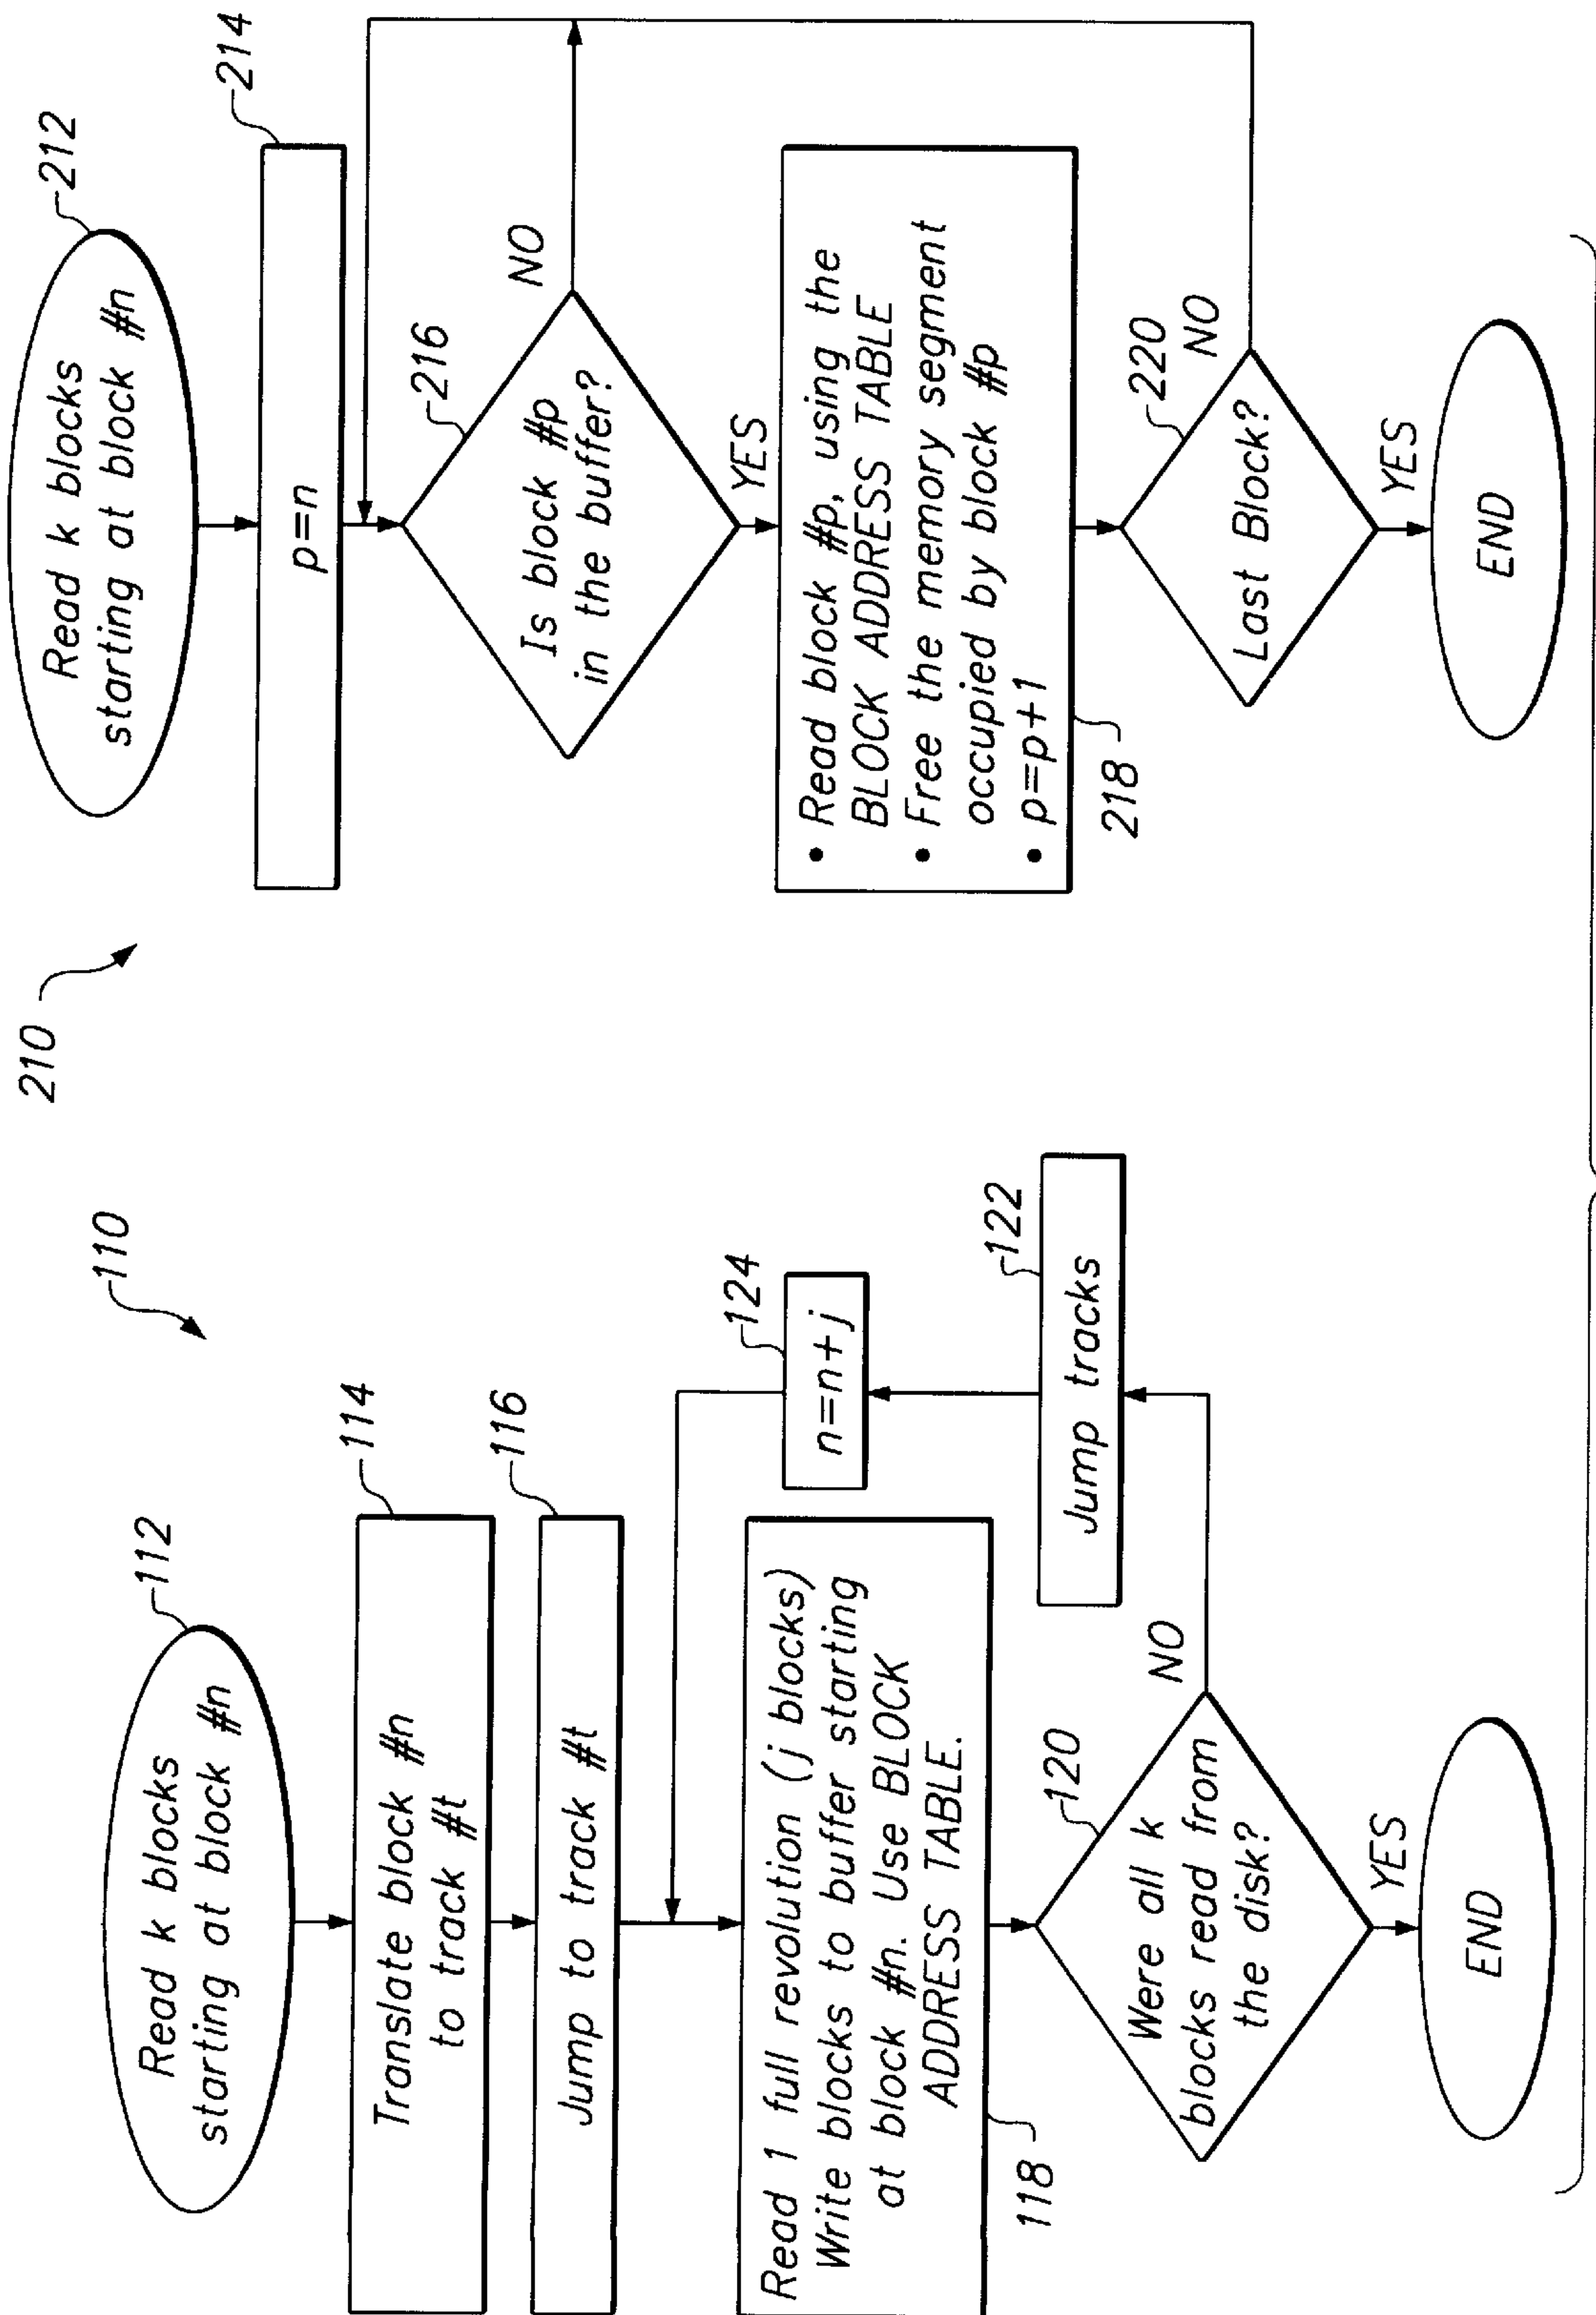 110
Read k blocks
starting at block #n
112
Translate block #n
to track #t
114
Jump to track #t
116
Read 1 full revolution (j blocks)
Write blocks to buffer starting
at block #n. Use BLOCK
ADDRESS TABLE.
118
Were all k
blocks read from
the disk?
120
NO
YES
Jump tracks
122
n=n+j
124
END
210
Read k blocks
starting at block #n
212
p=n
214
Is block #p
in the buffer?
216
NO
YES
• Read block #p, using the
BLOCK ADDRESS TABLE
• Free the memory segment
occupied by block #p
• p=p+1
218
Last Block?
220
NO
YES
END